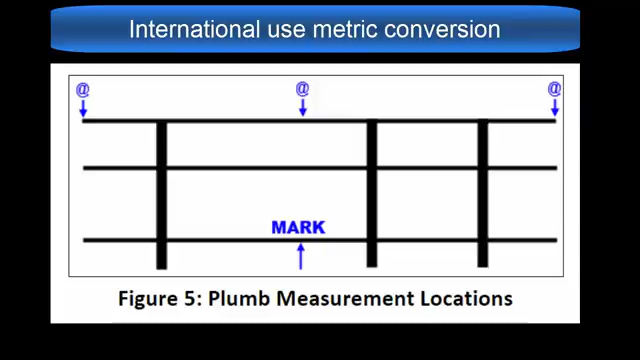 International use metric conversion
@ @ @
MARK
Figure 5: Plumb Measurement Locations